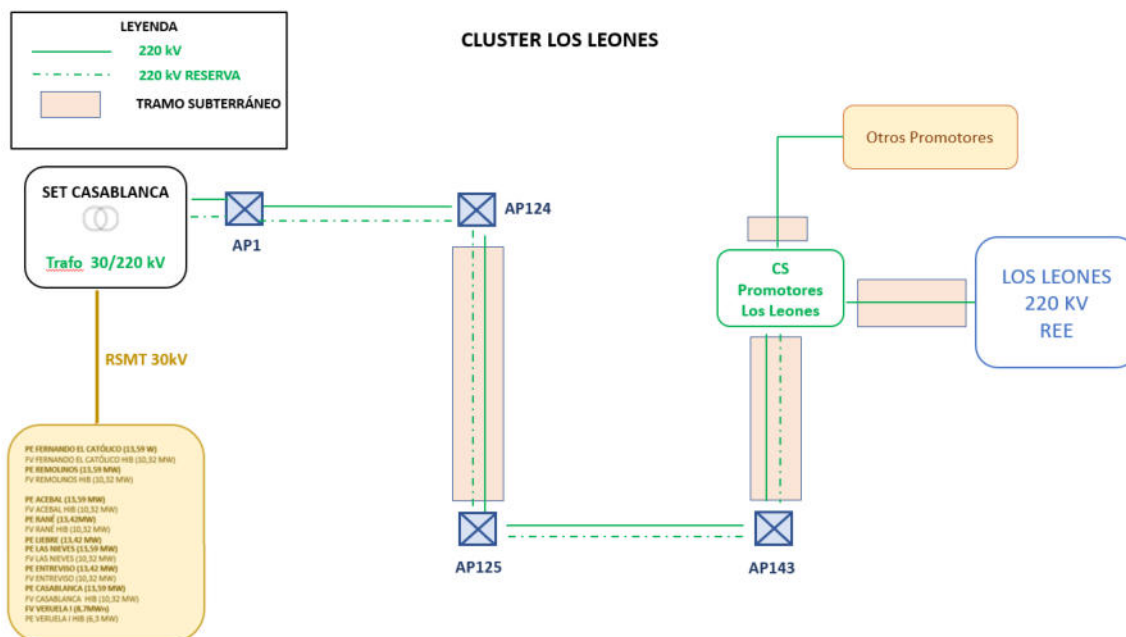 LEYENDA
220 kV
220 kV RESERVA
TRAMO SUBTERRÁNEO
CLUSTER LOS LEONES
Otros Promotores
SET CASABLANCA
Trafo 30/220 kV
AP1
AP124
CS
Promotores
Los Leones
LOS LEONES
220 KV
REE
RSMT 30kV
PE FERNANDO EL CATÓLICO (13,59 W)
FV FERNANDO EL CATÓLICO HIB (10,32 MW)
PE REMOLINOS (13,59 MW)
FV REMOLINOS HIB (10,32 MW)
PE ACEBAL (13,59 MW)
FV ACEBAL HIB (10,32 MW)
PE RANÉ (13,42MW)
FV RANÉ HIB (10,32 MW)
PE LIEBRE (13,42 MW)
PE LAS NIEVES (13,59 MW)
FV LAS NIEVES (10,32 MW)
PE ENTREVISO (13,42 MW)
FV ENTREVISO (10,32 MW)
PE CASABLANCA (13,59 MW)
FV CASABLANCA HIB (10,32 MW)
FV VERUELA I (8,7MWn)
PE VERUELA I HIB (6,3 MW)
AP125
AP143